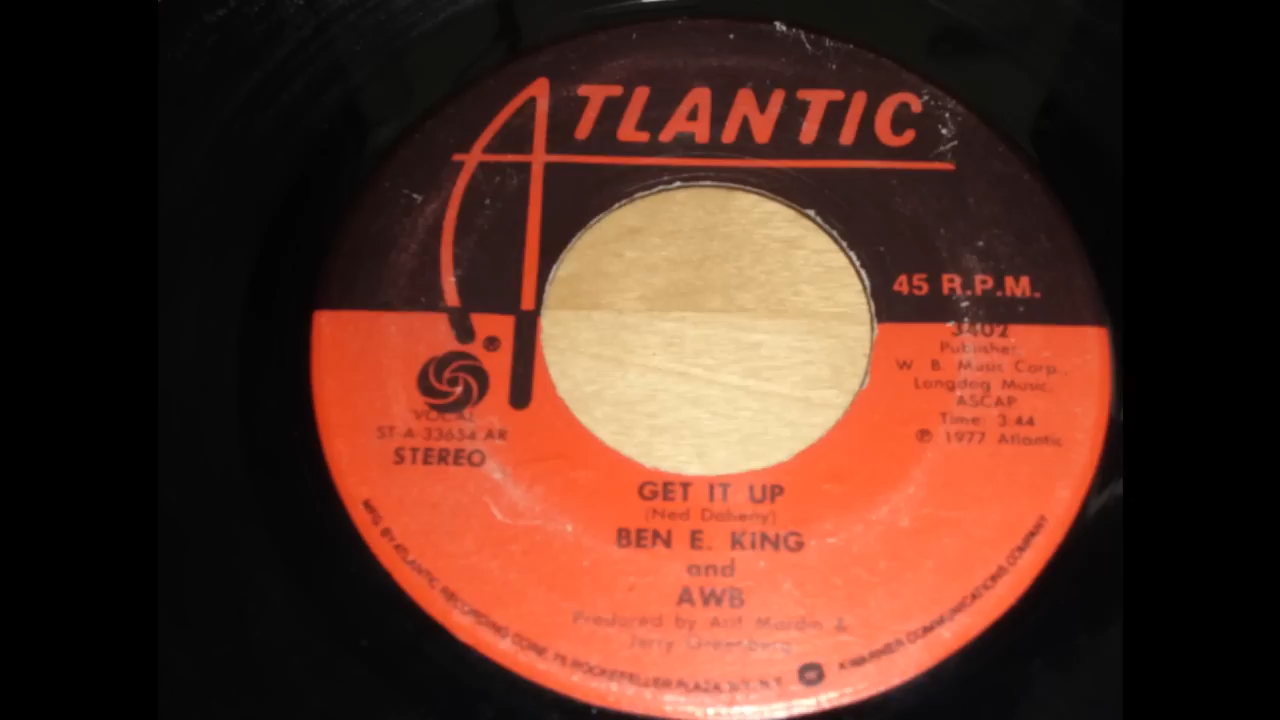 ATLANTIC
45 R.P.M.
3402
Publisher:
W. B. Music Corp.,
Longdog Music,
ASCAP
Time: 3:44
℗ 1977 Atlantic
VOCAL
ST-A-33654 AR
STEREO
GET IT UP
(Ned Doheny)
BEN E. KING
and
AWB
Produced by Arif Mardin &
Jerry Greenberg
MFG. BY ATLANTIC RECORDING CORP., 75 ROCKEFELLER PLAZA, N.Y., N.Y.
A WARNER COMMUNICATIONS COMPANY